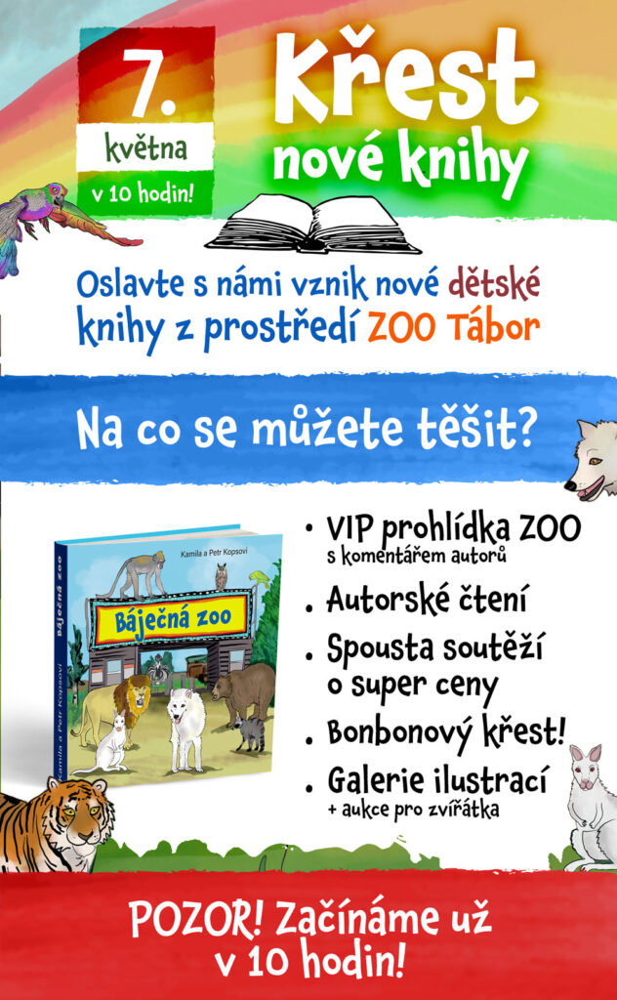 7.
května
v 10 hodin!
Křest
nové knihy
Oslavte s námi vznik nové dětské
knihy z prostředí ZOO Tábor
Na co se můžete těšit?
Kamila a Petr Kopsovi
Báječná zoo
Báječná zoo
Kamila a Petr Kopsovi
• VIP prohlídka ZOO
s komentářem autorů
• Autorské čtení
• Spousta soutěží
o super ceny
• Bonbonový křest!
• Galerie ilustrací
+ aukce pro zvířátka
POZOR! Začínáme už
v 10 hodin!